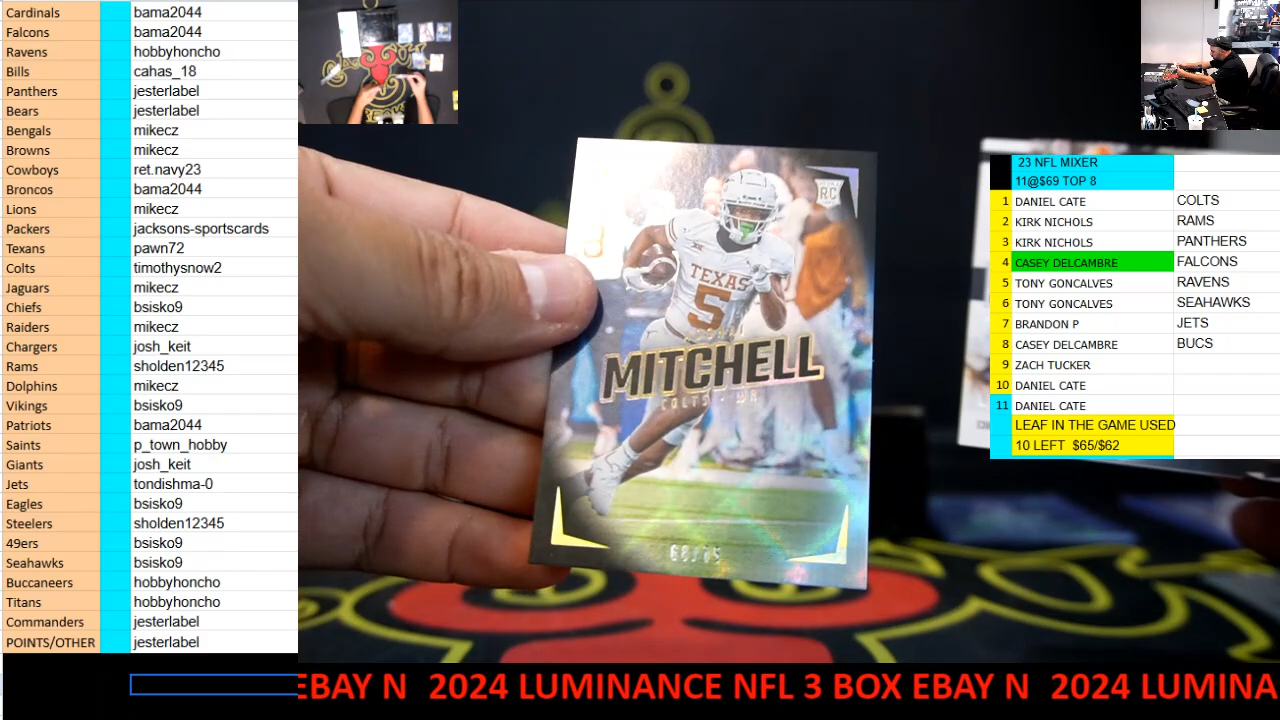 Cardinals bama2044
Falcons bama2044
Ravens hobbyhoncho
Bills cahas_18
Panthers jesterlabel
Bears jesterlabel
Bengals mikecz
Browns mikecz
Cowboys ret.navy23
Broncos bama2044
Lions mikecz
Packers jacksons-sportscards
Texans pawn72
Colts timothysnow2
Jaguars mikecz
Chiefs bsisko9
Raiders mikecz
Chargers josh_keit
Rams sholden12345
Dolphins mikecz
Vikings bsisko9
Patriots bama2044
Saints p_town_hobby
Giants josh_keit
Jets tondishma-0
Eagles bsisko9
Steelers sholden12345
49ers bsisko9
Seahawks bsisko9
Buccaneers hobbyhoncho
Titans hobbyhoncho
Commanders jesterlabel
POINTS/OTHER jesterlabel
RC
TEXAS
5
MITCHELL
COLTS · WR
23 NFL MIXER
11@$69 TOP 8
1 DANIEL CATE COLTS
2 KIRK NICHOLS RAMS
3 KIRK NICHOLS PANTHERS
4 CASEY DELCAMBRE FALCONS
5 TONY GONCALVES RAVENS
6 TONY GONCALVES SEAHAWKS
7 BRANDON P JETS
8 CASEY DELCAMBRE BUCS
9 ZACH TUCKER
10 DANIEL CATE
11 DANIEL CATE
LEAF IN THE GAME USED
10 LEFT $65/$62
EBAY N 2024 LUMINANCE NFL 3 BOX EBAY N 2024 LUMINA